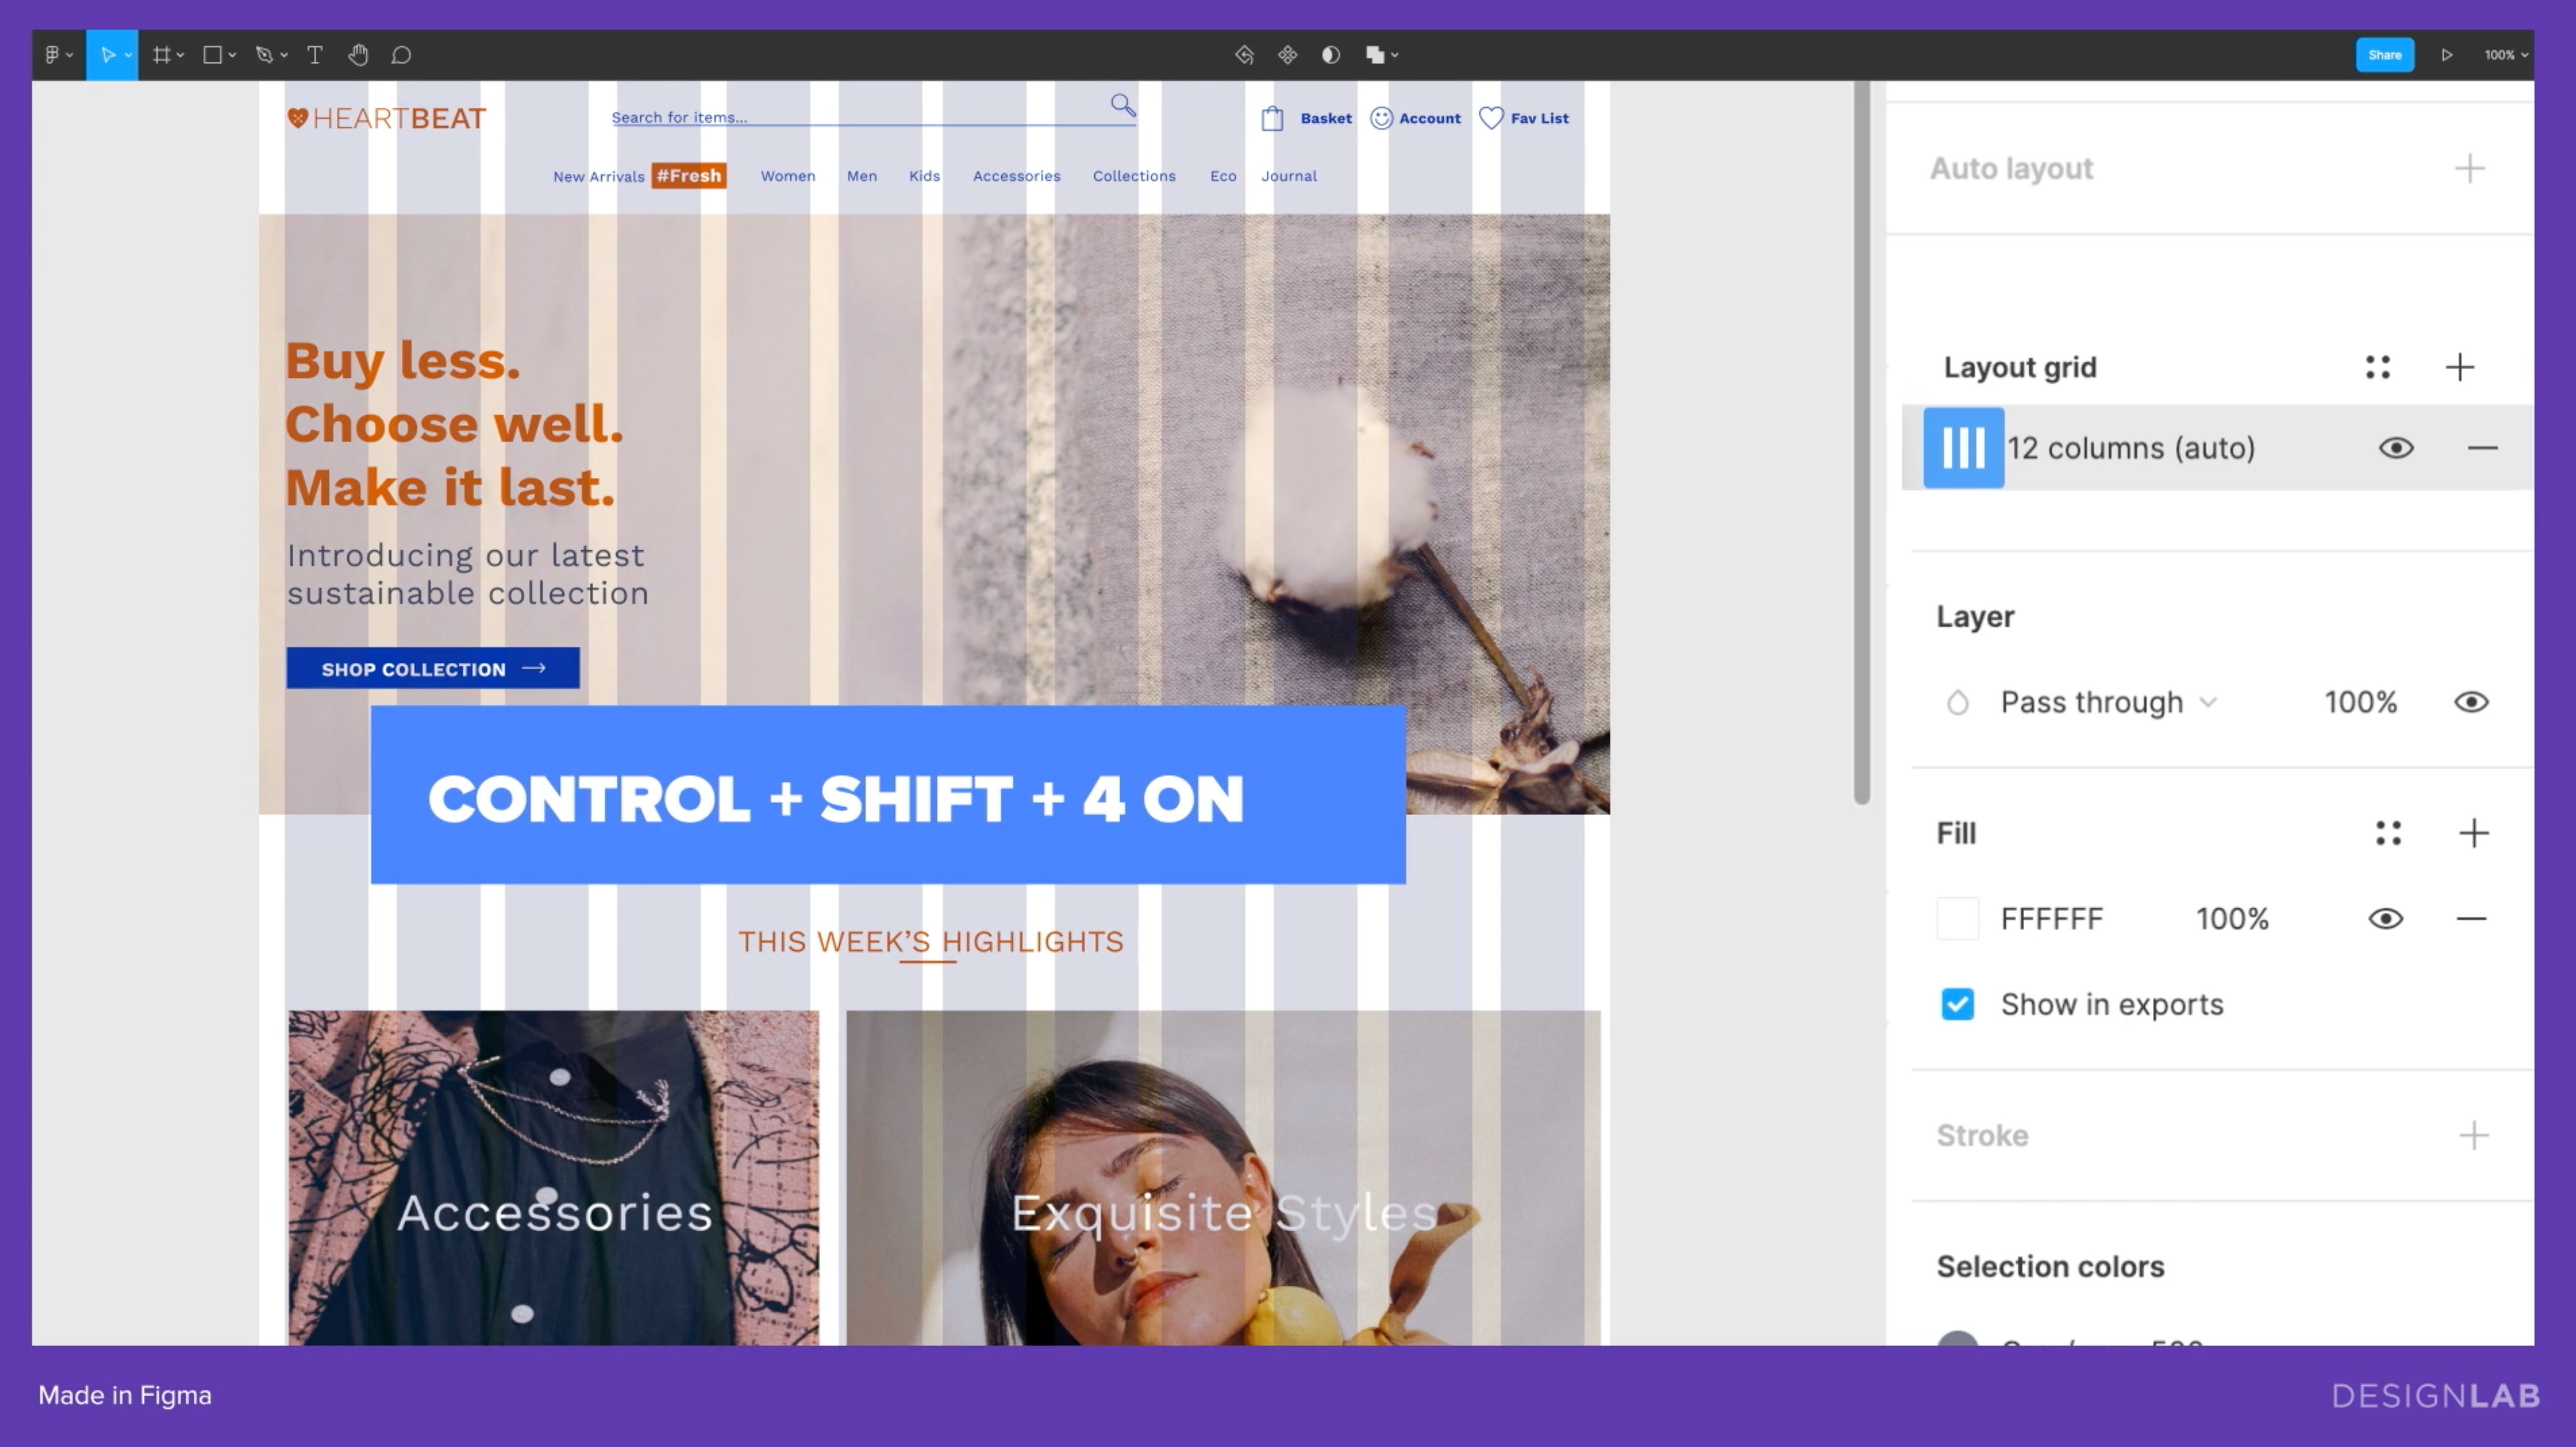 Share
100%
HEARTBEAT
Search for items...
Basket
Account
Fav List
New Arrivals #Fresh Women Men Kids Accessories Collections Eco Journal
Buy less.
Choose well.
Make it last.
Introducing our latest
sustainable collection
SHOP COLLECTION
CONTROL + SHIFT + 4 ON
THIS WEEK’S HIGHLIGHTS
Accessories
Exquisite Styles
Auto layout
Layout grid
12 columns (auto)
Layer
Pass through 100%
Fill
FFFFFF 100%
Show in exports
Stroke
Selection colors
Made in Figma
DESIGNLAB